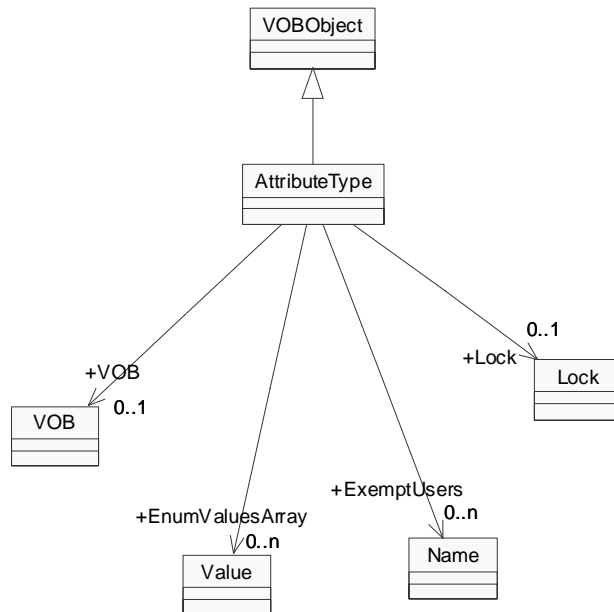 VOBObject
AttributeType
0..1
+Lock
+VOB
Lock
0..1
VOB
+ExemptUsers
+EnumValuesArray
0..n
0..n
Name
Value